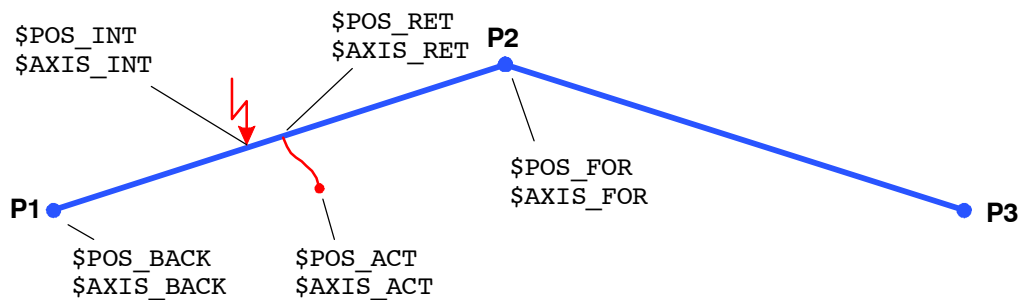 $POS_INT
$AXIS_INT
$POS_RET
$AXIS_RET
P2
$POS_FOR
$AXIS_FOR
P1
P3
$POS_BACK
$AXIS_BACK
$POS_ACT
$AXIS_ACT